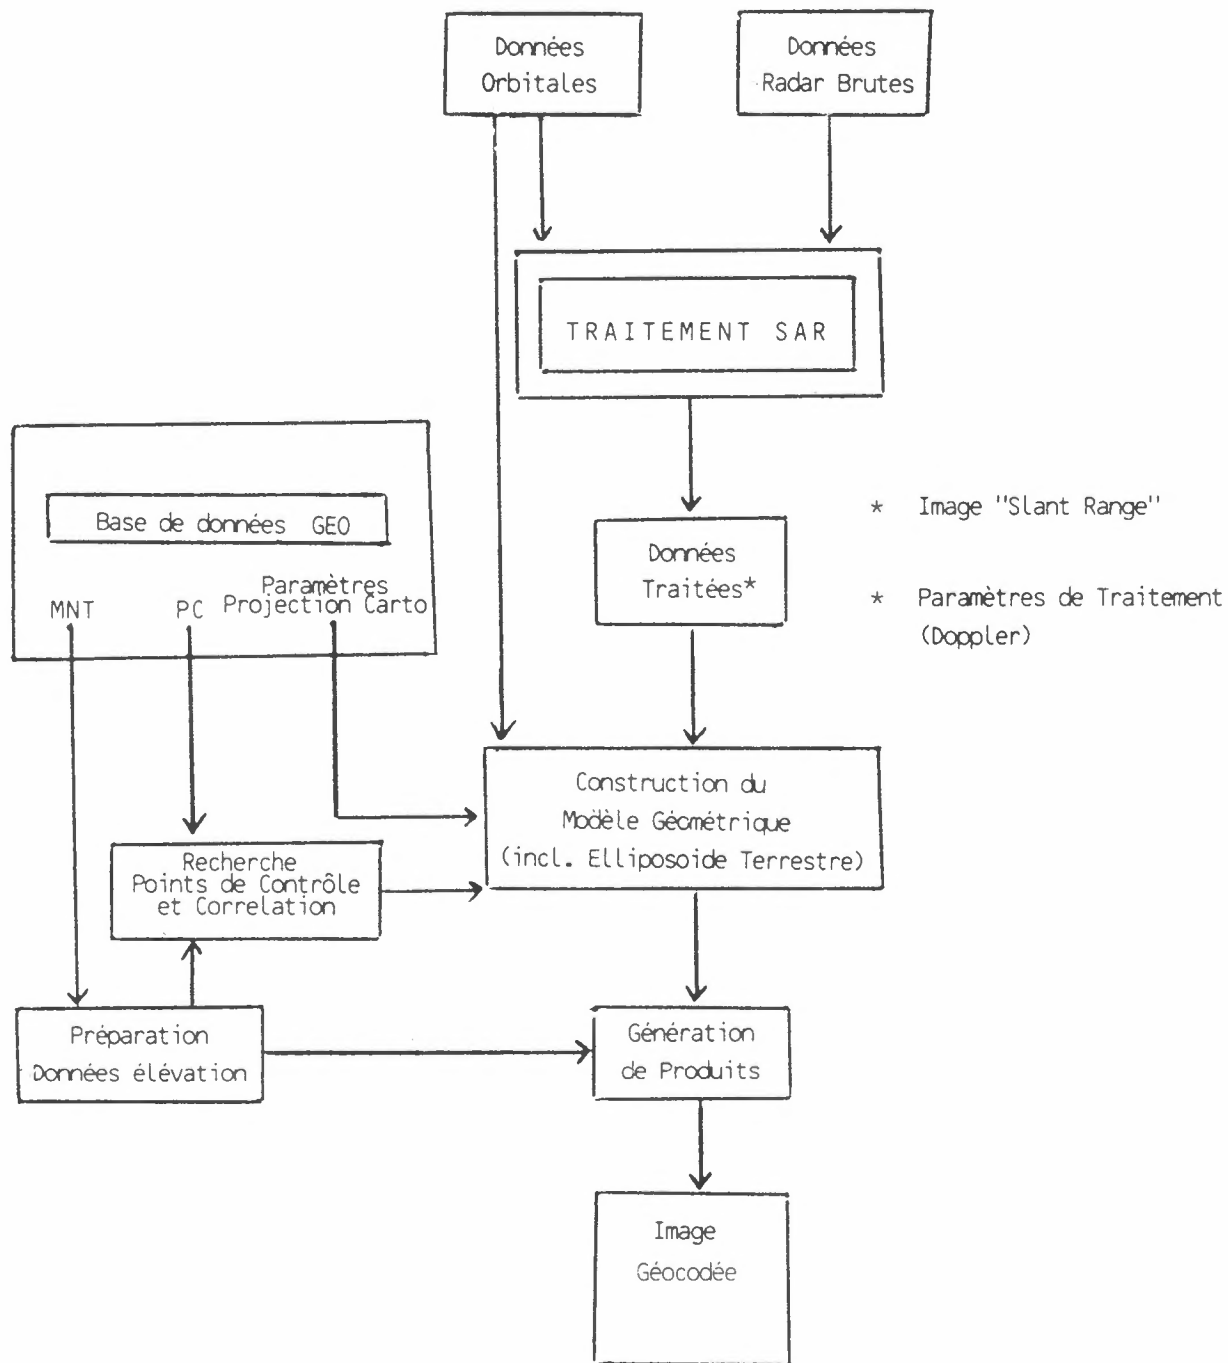 Données
Orbitales
Données
Radar Brutes
TRAITEMENT SAR
Base de données GEO
MNT
PC
Paramètres
Projection Carto
Données
Traitées*
* Image "Slant Range"
* Paramètres de Traitement
(Doppler)
Construction du
Modèle Géométrique
(incl. Elliposoide Terrestre)
Recherche
Points de Contrôle
et Correlation
Préparation
Données élévation
Génération
de Produits
Image
Géocodée